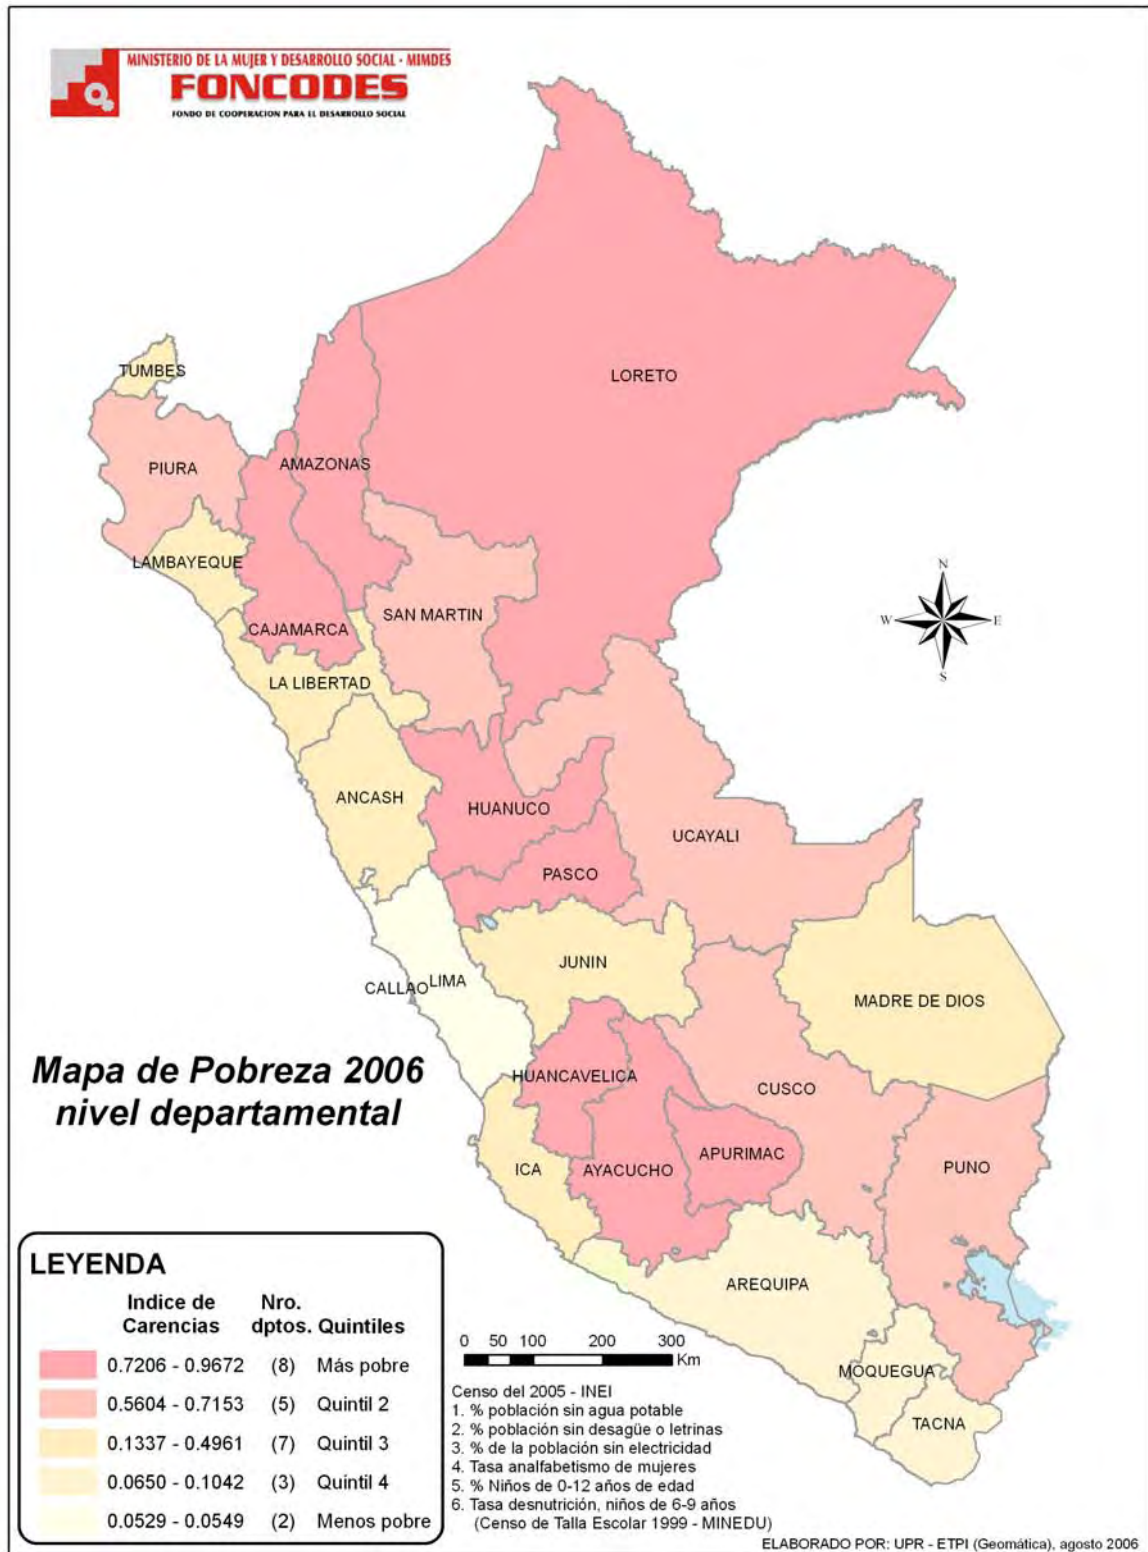 MINISTERIO DE LA MUJER Y DESARROLLO SOCIAL - MIMDES
FONCODES
FONDO DE COOPERACION PARA EL DESARROLLO SOCIAL
TUMBES
LORETO
PIURA
AMAZONAS
LAMBAYEQUE
N
W
E
S
SAN MARTIN
CAJAMARCA
LA LIBERTAD
ANCASH
HUANUCO
UCAYALI
PASCO
JUNIN
CALLAO
LIMA
MADRE DE DIOS
Mapa de Pobreza 2006
nivel departamental
HUANCAVELICA
CUSCO
ICA
AYACUCHO
APURIMAC
PUNO
AREQUIPA
MOQUEGUA
TACNA
LEYENDA
Indice de Carencias Nro. dptos. Quintiles
0.7206 - 0.9672 (8) Más pobre
0.5604 - 0.7153 (5) Quintil 2
0.1337 - 0.4961 (7) Quintil 3
0.0650 - 0.1042 (3) Quintil 4
0.0529 - 0.0549 (2) Menos pobre
0 50 100 200 300
Km
Censo del 2005 - INEI
1. % población sin agua potable
2. % población sin desagüe o letrinas
3. % de la población sin electricidad
4. Tasa analfabetismo de mujeres
5. % Niños de 0-12 años de edad
6. Tasa desnutrición, niños de 6-9 años
(Censo de Talla Escolar 1999 - MINEDU)
ELABORADO POR: UPR - ETPI (Geomática), agosto 2006